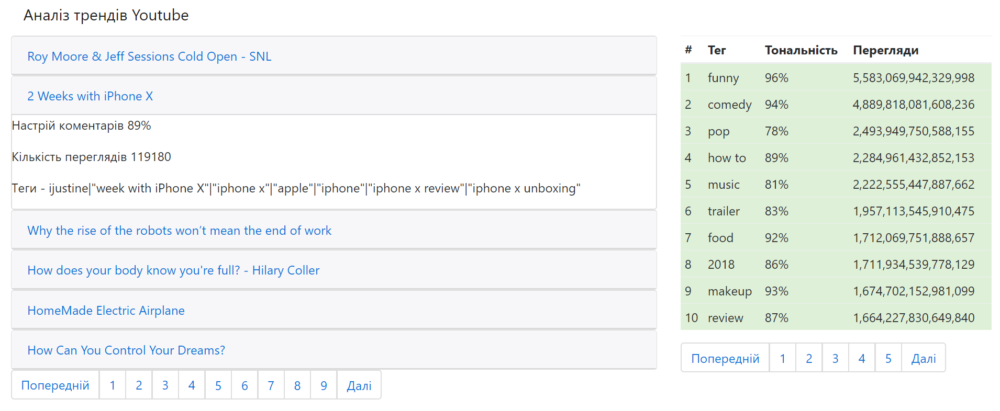 Аналіз трендів Youtube
Roy Moore & Jeff Sessions Cold Open - SNL
2 Weeks with iPhone X
Настрій коментарів 89%
Кількість переглядів 119180
Теги - ijustine|"week with iPhone X"|"iphone x"|"apple"|"iphone"|"iphone x review"|"iphone x unboxing"
Why the rise of the robots won’t mean the end of work
How does your body know you're full? - Hilary Coller
HomeMade Electric Airplane
How Can You Control Your Dreams?
Попередній 1 2 3 4 5 6 7 8 9 Далі
# Тег Тональність Перегляди
1 funny 96% 5,583,069,942,329,998
2 comedy 94% 4,889,818,081,608,236
3 pop 78% 2,493,949,750,588,155
4 how to 89% 2,284,961,432,852,153
5 music 81% 2,222,555,447,887,662
6 trailer 83% 1,957,113,545,910,475
7 food 92% 1,712,069,751,888,657
8 2018 86% 1,711,934,539,778,129
9 makeup 93% 1,674,702,152,981,099
10 review 87% 1,664,227,830,649,840
Попередній 1 2 3 4 5 Далі